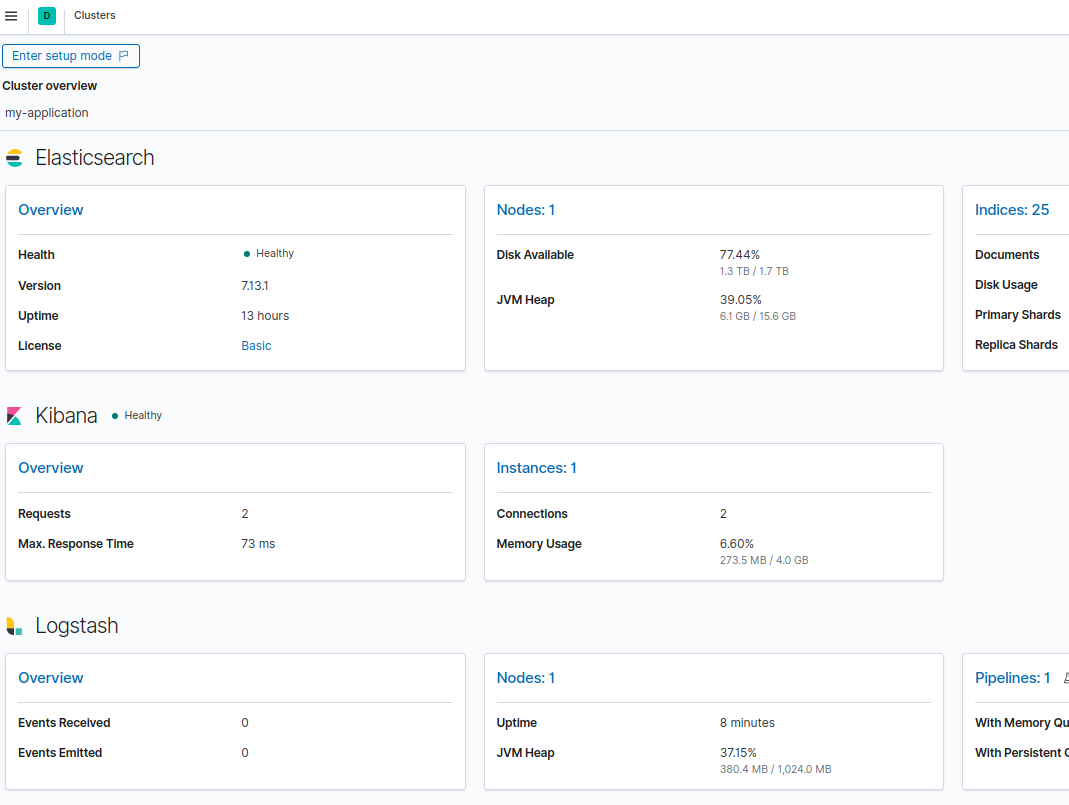 D Clusters
Enter setup mode
Cluster overview
my-application
Elasticsearch
Overview
Health Healthy
Version 7.13.1
Uptime 13 hours
License Basic
Nodes: 1
Disk Available 77.44%
1.3 TB / 1.7 TB
JVM Heap 39.05%
6.1 GB / 15.6 GB
Indices: 25
Documents
Disk Usage
Primary Shards
Replica Shards
Kibana Healthy
Overview
Requests 2
Max. Response Time 73 ms
Instances: 1
Connections 2
Memory Usage 6.60%
273.5 MB / 4.0 GB
Logstash
Overview
Events Received 0
Events Emitted 0
Nodes: 1
Uptime 8 minutes
JVM Heap 37.15%
380.4 MB / 1,024.0 MB
Pipelines: 1
With Memory Qu
With Persistent